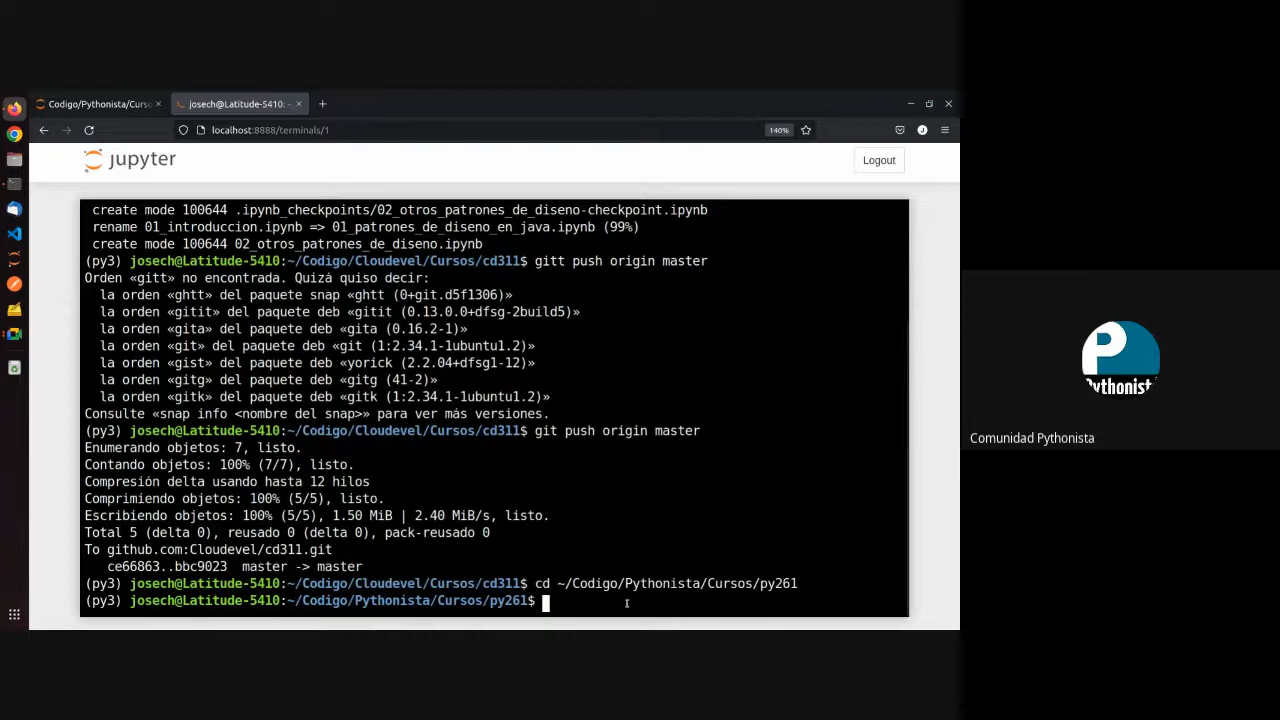 Codigo/Pythonista/Curso
josech@Latitude-5410: ~
localhost:8888/terminals/1
140%
J
jupyter
Logout
create mode 100644 .ipynb_checkpoints/02_otros_patrones_de_diseno-checkpoint.ipynb
rename 01_introduccion.ipynb => 01_patrones_de_diseno_en_java.ipynb (99%)
create mode 100644 02_otros_patrones_de_diseno.ipynb
(py3) josech@Latitude-5410:~/Codigo/Cloudevel/Cursos/cd311$ gitt push origin master
Orden «gitt» no encontrada. Quizá quiso decir:
la orden «ghtt» del paquete snap «ghtt (0+git.d5f1306)»
la orden «gitit» del paquete deb «gitit (0.13.0.0+dfsg-2build5)»
la orden «gita» del paquete deb «gita (0.16.2-1)»
la orden «git» del paquete deb «git (1:2.34.1-1ubuntu1.2)»
la orden «gist» del paquete deb «yorick (2.2.04+dfsg1-12)»
la orden «gitg» del paquete deb «gitg (41-2)»
la orden «gitk» del paquete deb «gitk (1:2.34.1-1ubuntu1.2)»
Consulte «snap info <nombre del snap>» para ver más versiones.
(py3) josech@Latitude-5410:~/Codigo/Cloudevel/Cursos/cd311$ git push origin master
Enumerando objetos: 7, listo.
Contando objetos: 100% (7/7), listo.
Compresión delta usando hasta 12 hilos
Comprimiendo objetos: 100% (5/5), listo.
Escribiendo objetos: 100% (5/5), 1.50 MiB | 2.40 MiB/s, listo.
Total 5 (delta 0), reusado 0 (delta 0), pack-reusado 0
To github.com:Cloudevel/cd311.git
ce66863..bbc9023  master -> master
(py3) josech@Latitude-5410:~/Codigo/Cloudevel/Cursos/cd311$ cd ~/Codigo/Pythonista/Cursos/py261
(py3) josech@Latitude-5410:~/Codigo/Pythonista/Cursos/py261$
Pythonist
Comunidad Pythonista